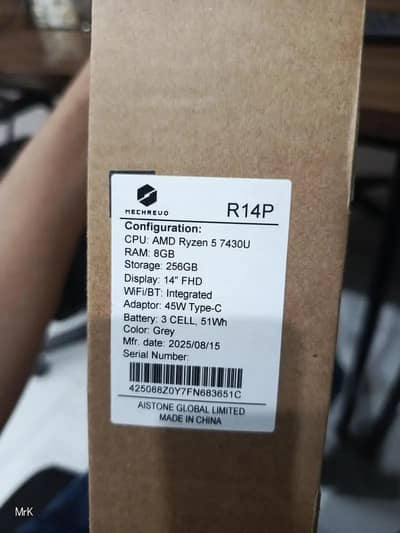 MECHREVO
R14P
Configuration:
CPU: AMD Ryzen 5 7430U
RAM: 8GB
Storage: 256GB
Display: 14" FHD
WiFi/BT: Integrated
Adaptor: 45W Type-C
Battery: 3 CELL, 51Wh
Color: Grey
Mfr. date: 2025/08/15
Serial Number:
425088Z0Y7FN683651C
AISTONE GLOBAL LIMITED
MADE IN CHINA
MrK